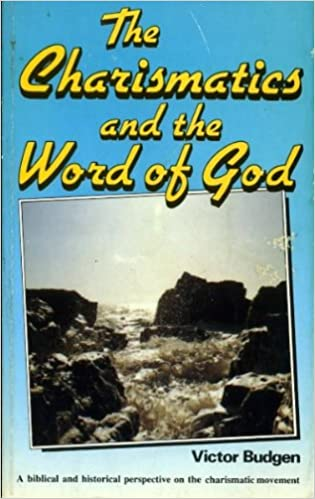 The
Charismatics
and the
Word of God
Victor Budgen
A biblical and historical perspective on the charismatic movement